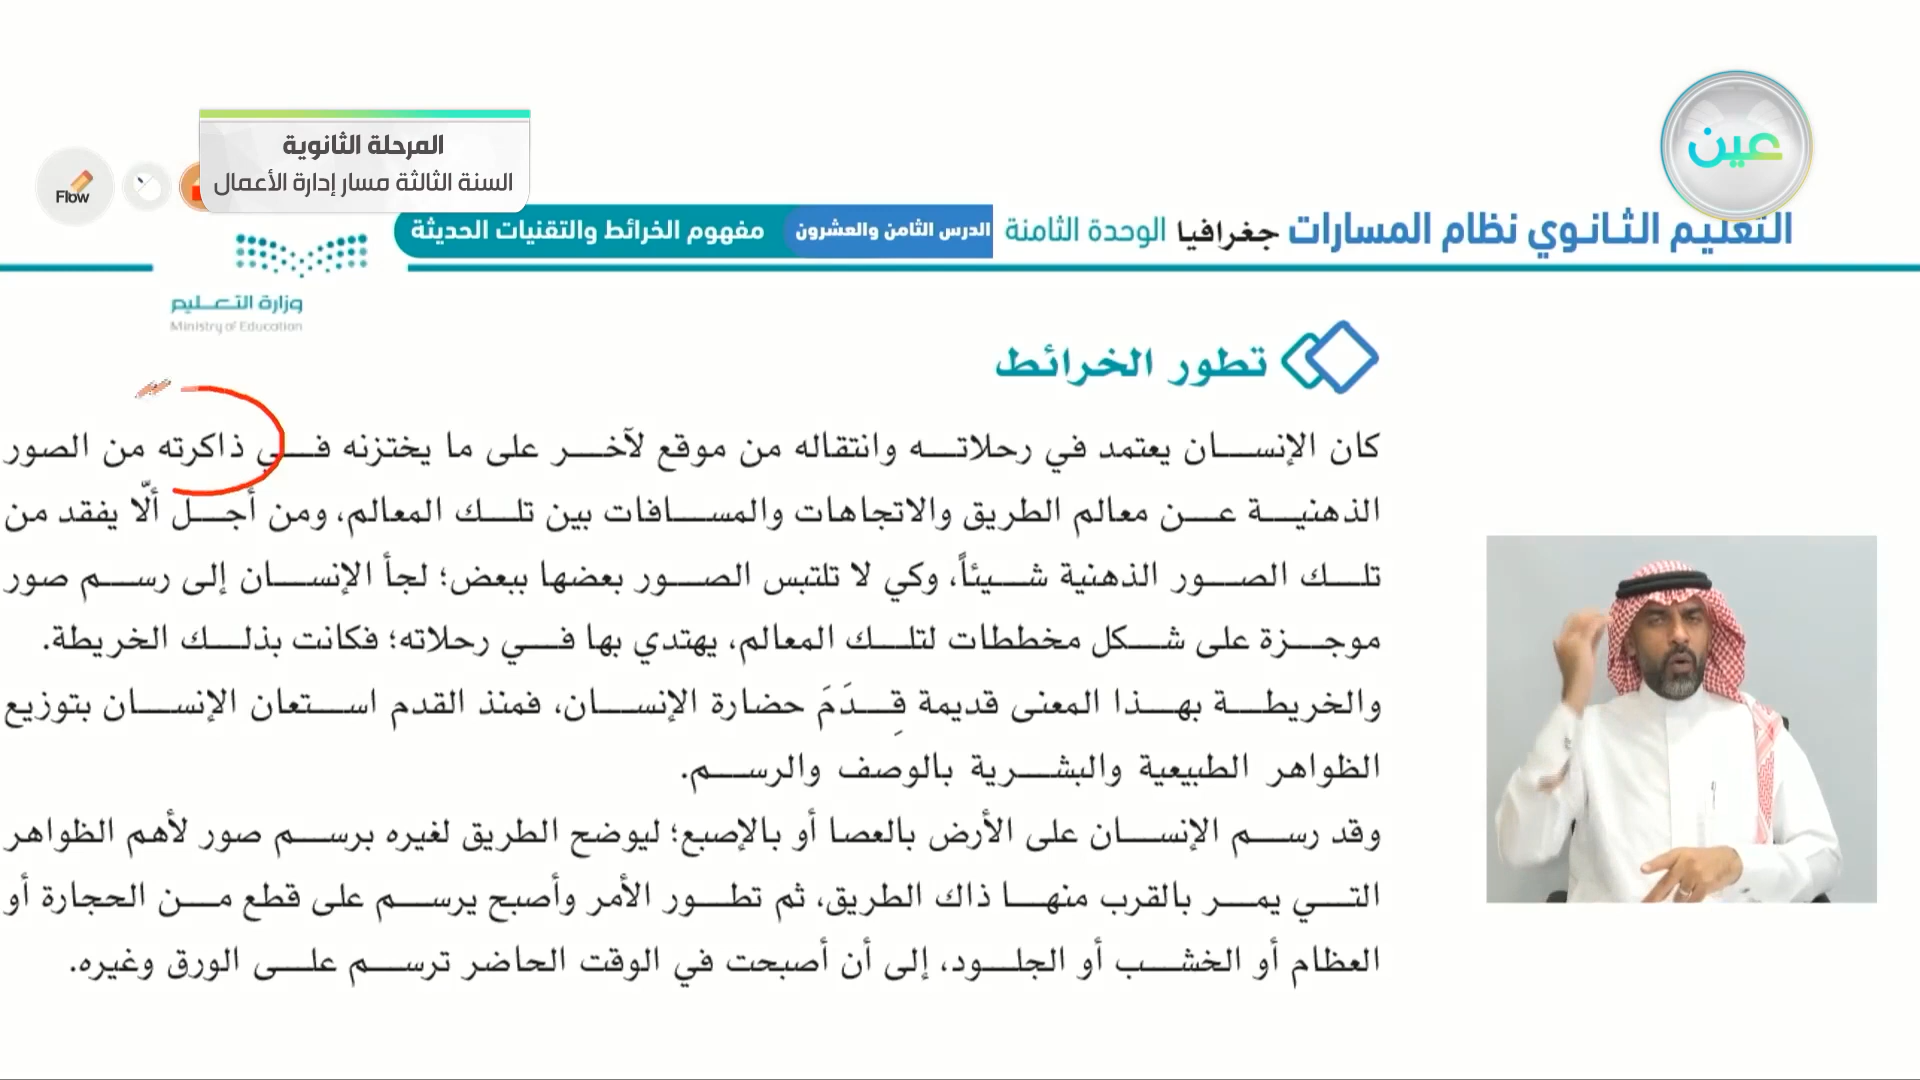 عين
المرحلة الثانوية
السنة الثالثة مسار إدارة الأعمال
Flow
التعليم الثانوي نظام المسارات جغرافيا الوحدة الثامنة الدرس الثامن والعشرون مفهوم الخرائط والتقنيات الحديثة
وزارة التعليم
Ministry of Education
تطور الخرائط
كان الإنسان يعتمد في رحلاته وانتقاله من موقع لآخر على ما يختزنه في ذاكرته من الصور
الذهنية عن معالم الطريق والاتجاهات والمسافات بين تلك المعالم، ومن أجل ألّا يفقد من
تلك الصور الذهنية شيئاً، وكي لا تلتبس الصور بعضها ببعض؛ لجأ الإنسان إلى رسم صور
موجزة على شكل مخططات لتلك المعالم، يهتدي بها في رحلاته؛ فكانت بذلك الخريطة.
والخريطة بهذا المعنى قديمة قِدَمَ حضارة الإنسان، فمنذ القدم استعان الإنسان بتوزيع
الظواهر الطبيعية والبشرية بالوصف والرسم.
وقد رسم الإنسان على الأرض بالعصا أو بالإصبع؛ ليوضح الطريق لغيره برسم صور لأهم الظواهر
التي يمر بالقرب منها ذاك الطريق، ثم تطور الأمر وأصبح يرسم على قطع من الحجارة أو
العظام أو الخشب أو الجلود، إلى أن أصبحت في الوقت الحاضر ترسم على الورق وغيره.